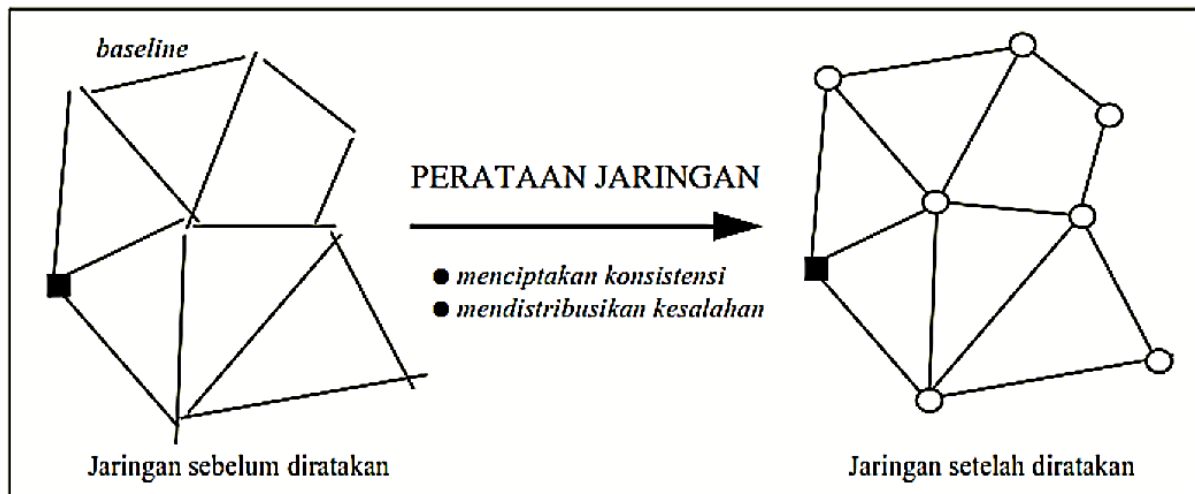 baseline
PERATAAN JARINGAN
● menciptakan konsistensi
● mendistribusikan kesalahan
Jaringan sebelum diratakan
Jaringan setelah diratakan